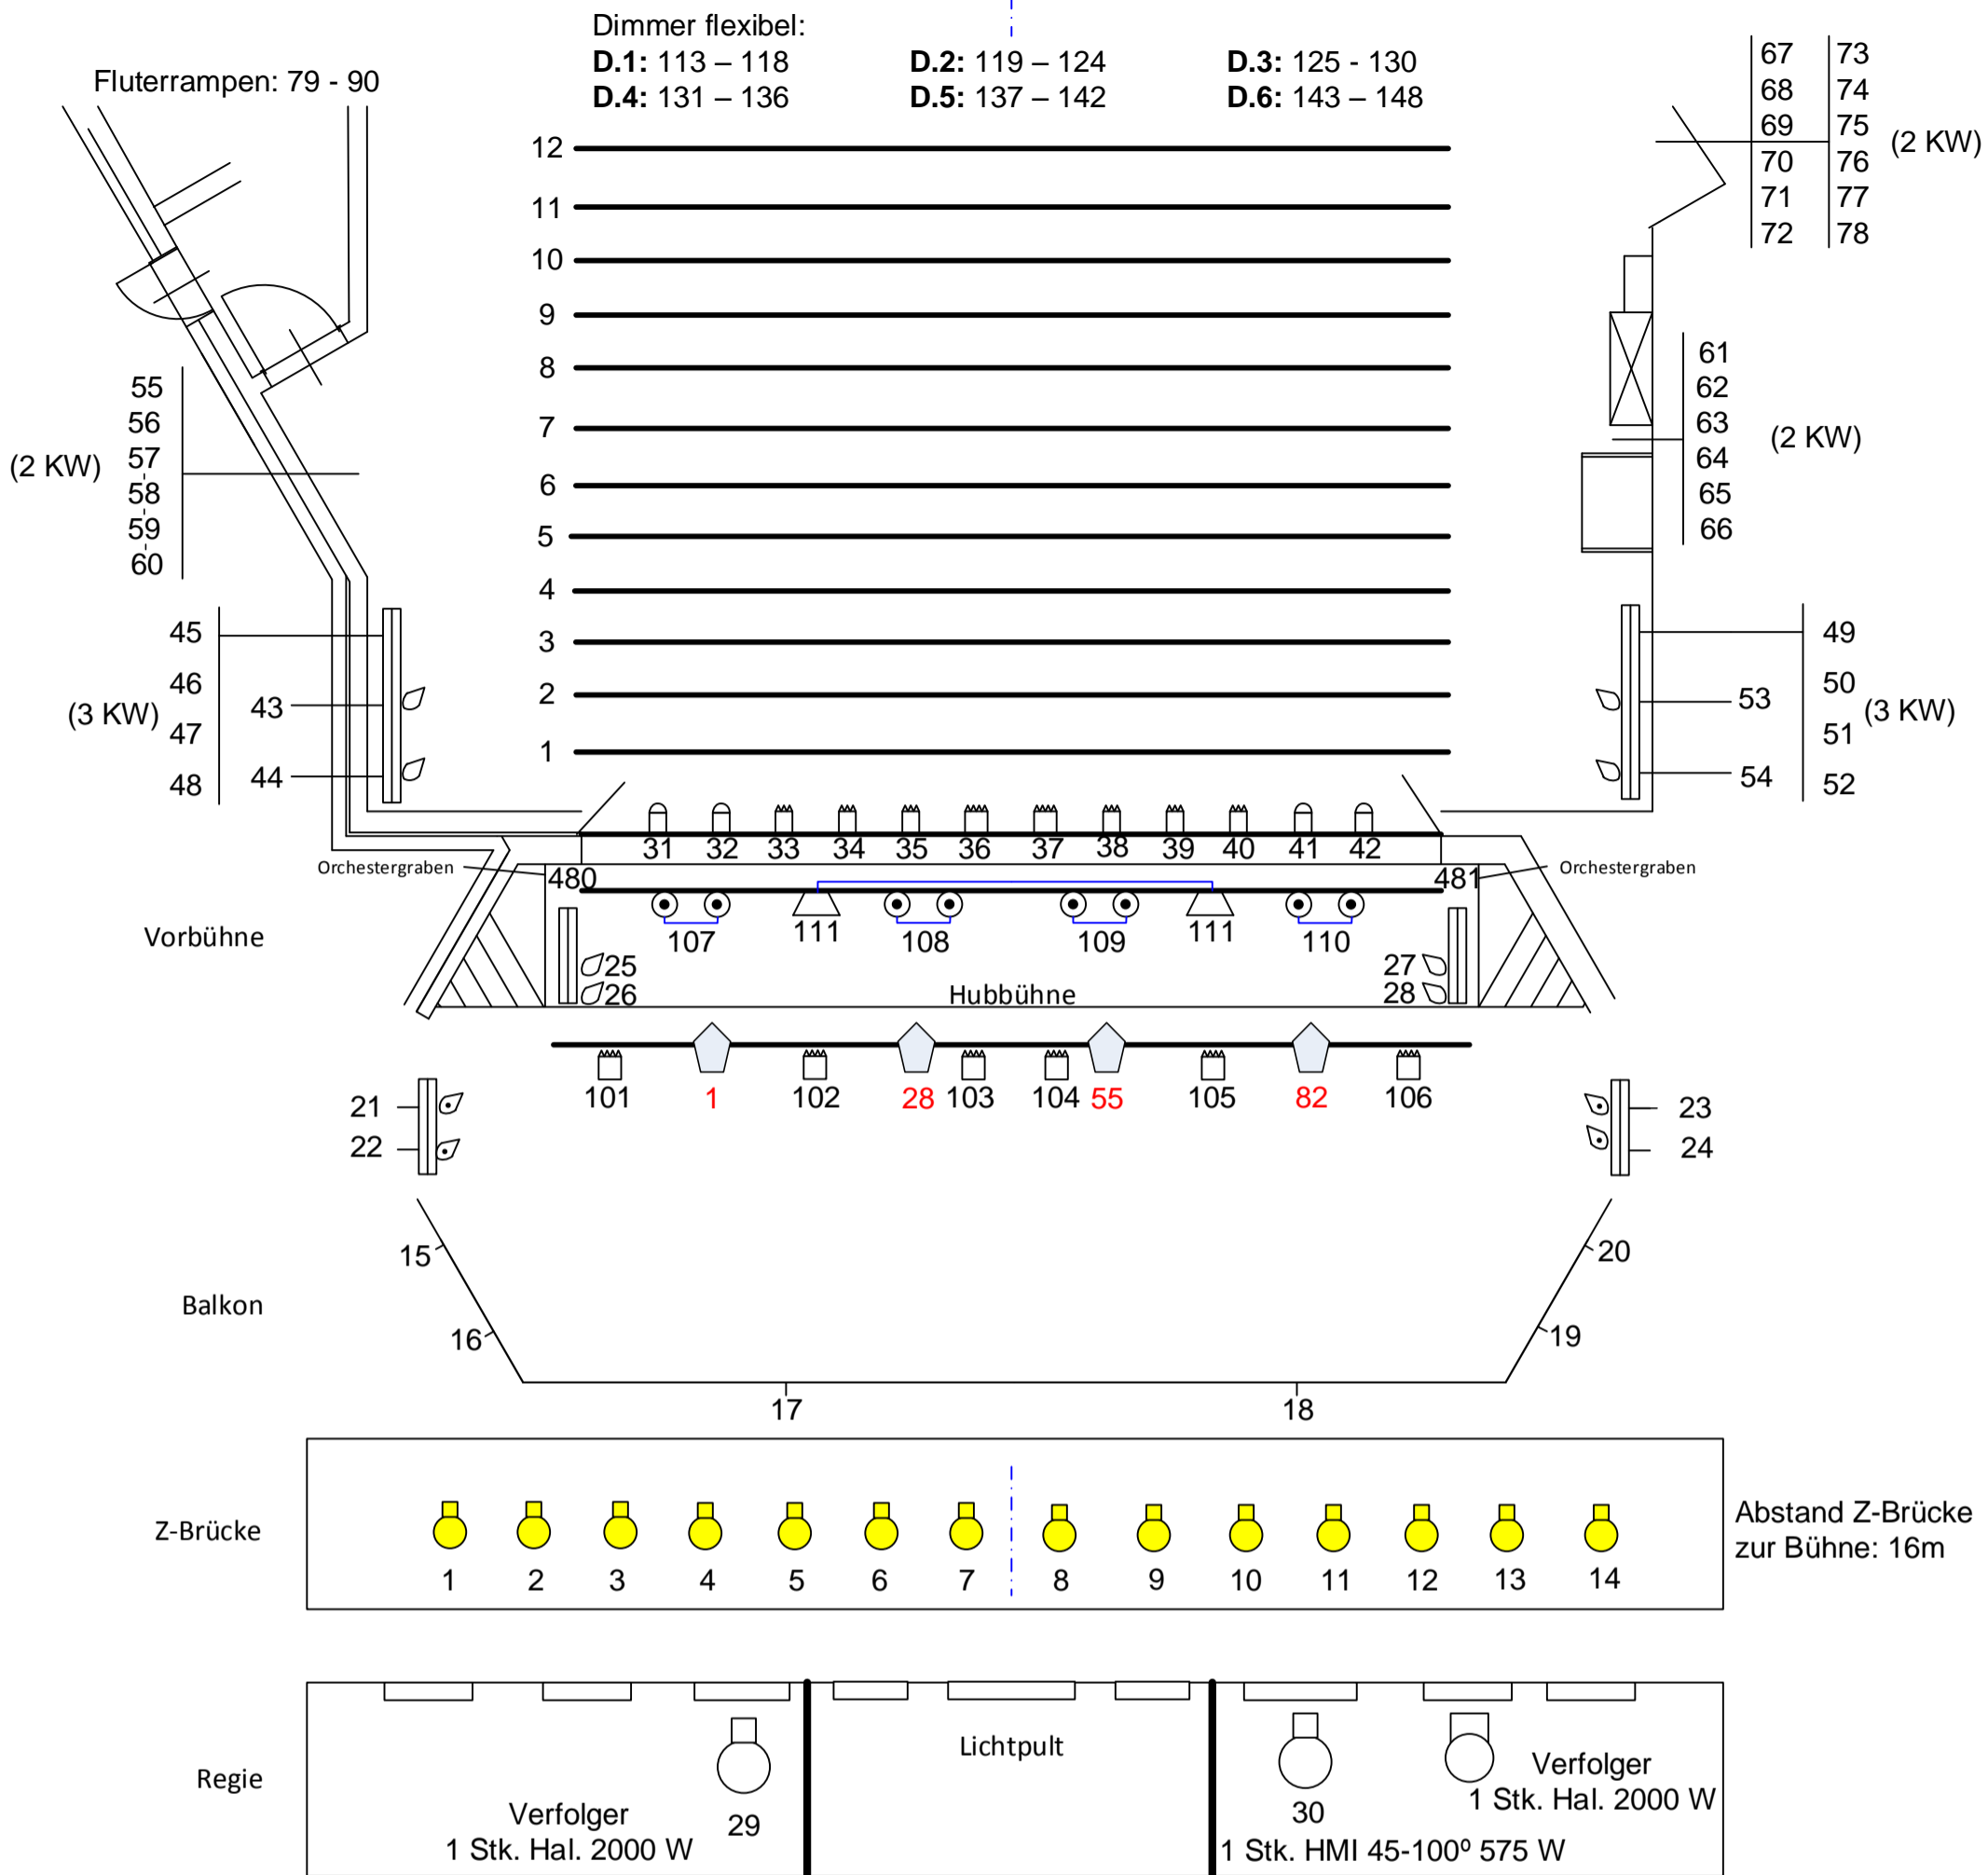 Dimmer flexibel:
D.1: 113 – 118 D.2: 119 – 124 D.3: 125 - 130
D.4: 131 – 136 D.5: 137 – 142 D.6: 143 – 148
Fluterrampen: 79 - 90
67 73
68 74
69 75
70 76
71 77
72 78
(2 KW)
12
11
10
9
8
7
6
5
4
3
2
1
55
56
57
58
59
60
(2 KW)
61
62
63
64
65
66
(2 KW)
45
46
47
48
(3 KW)
43
44
49
50
51
52
(3 KW)
53
54
31 32 33 34 35 36 37 38 39 40 41 42
Orchestergraben 480 481 Orchestergraben
Vorbühne
107 111 108 109 111 110
25 27
26 28
Hubbühne
101 1 102 28 103 104 55 105 82 106
21 23
22 24
15 20
Balkon
16 19
17 18
Z-Brücke
1 2 3 4 5 6 7 8 9 10 11 12 13 14
Abstand Z-Brücke
zur Bühne: 16m
Regie
Verfolger
1 Stk. Hal. 2000 W
29
Lichtpult
30
1 Stk. HMI 45-100º 575 W
Verfolger
1 Stk. Hal. 2000 W